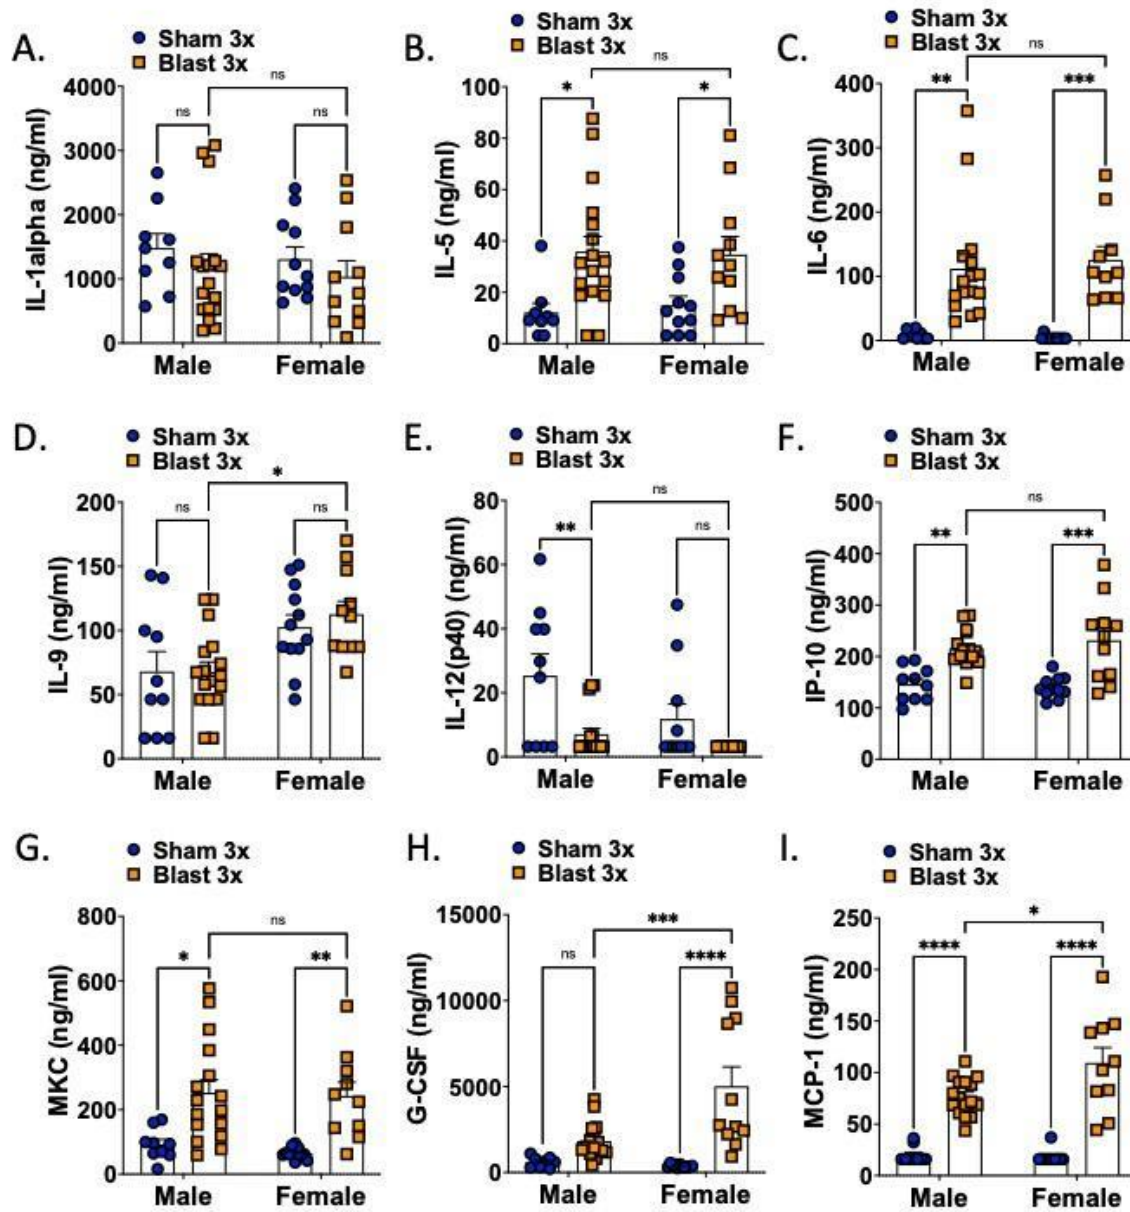 A.
Sham 3x
Blast 3x
IL-1alpha (ng/ml)
4000
3000
2000
1000
0
ns
ns
ns
Male
Female
B.
Sham 3x
Blast 3x
IL-5 (ng/ml)
100
80
60
40
20
0
ns
*
*
Male
Female
C.
Sham 3x
Blast 3x
IL-6 (ng/ml)
400
300
200
100
0
ns
**
***
Male
Female
D.
Sham 3x
Blast 3x
IL-9 (ng/ml)
200
150
100
50
0
*
ns
ns
Male
Female
E.
Sham 3x
Blast 3x
IL-12(p40) (ng/ml)
80
60
40
20
0
ns
**
ns
Male
Female
F.
Sham 3x
Blast 3x
IP-10 (ng/ml)
500
400
300
200
100
0
ns
**
***
Male
Female
G.
Sham 3x
Blast 3x
MKC (ng/ml)
800
600
400
200
0
ns
*
**
Male
Female
H.
Sham 3x
Blast 3x
G-CSF (ng/ml)
15000
10000
5000
0
***
ns
****
Male
Female
I.
Sham 3x
Blast 3x
MCP-1 (ng/ml)
250
200
150
100
50
0
*
****
****
Male
Female